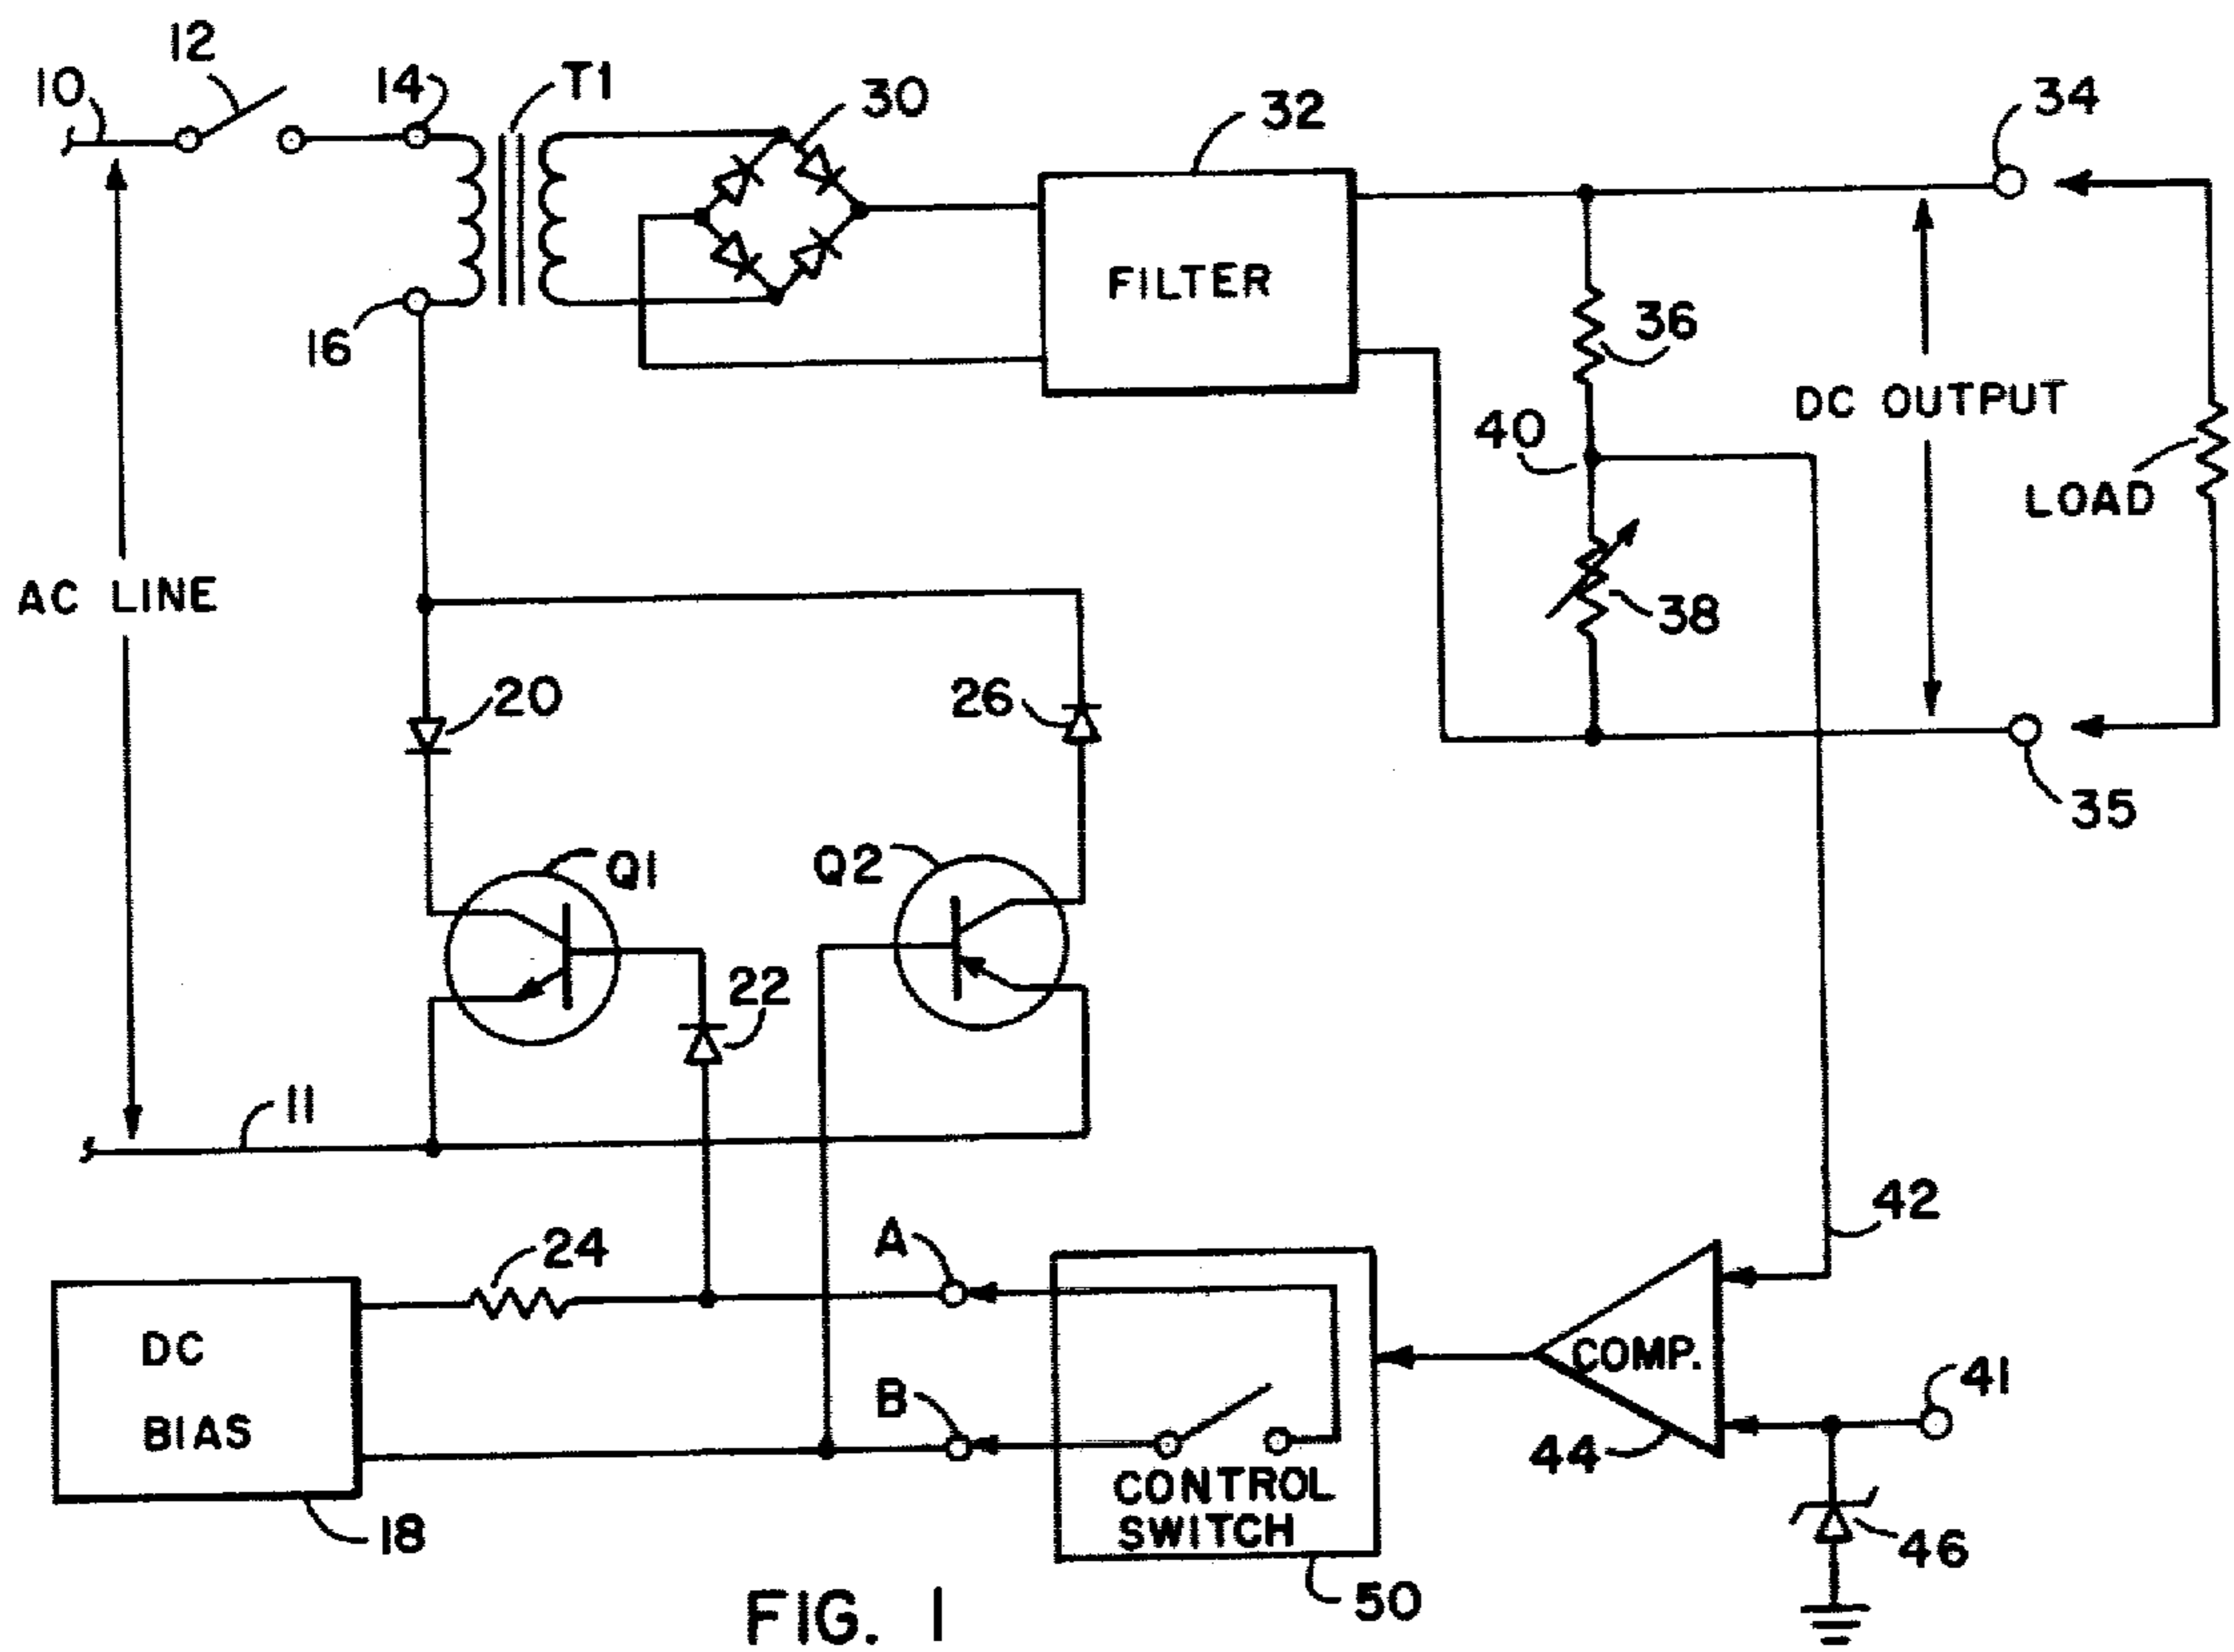 10
12
14
T1
30
32
34
16
FILTER
36
DC OUTPUT
40
LOAD
AC LINE
38
20
26
35
Q1
Q2
22
11
42
24
A
DC
BIAS
COMP.
41
B
44
CONTROL
SWITCH
46
18
50
FIG. 1